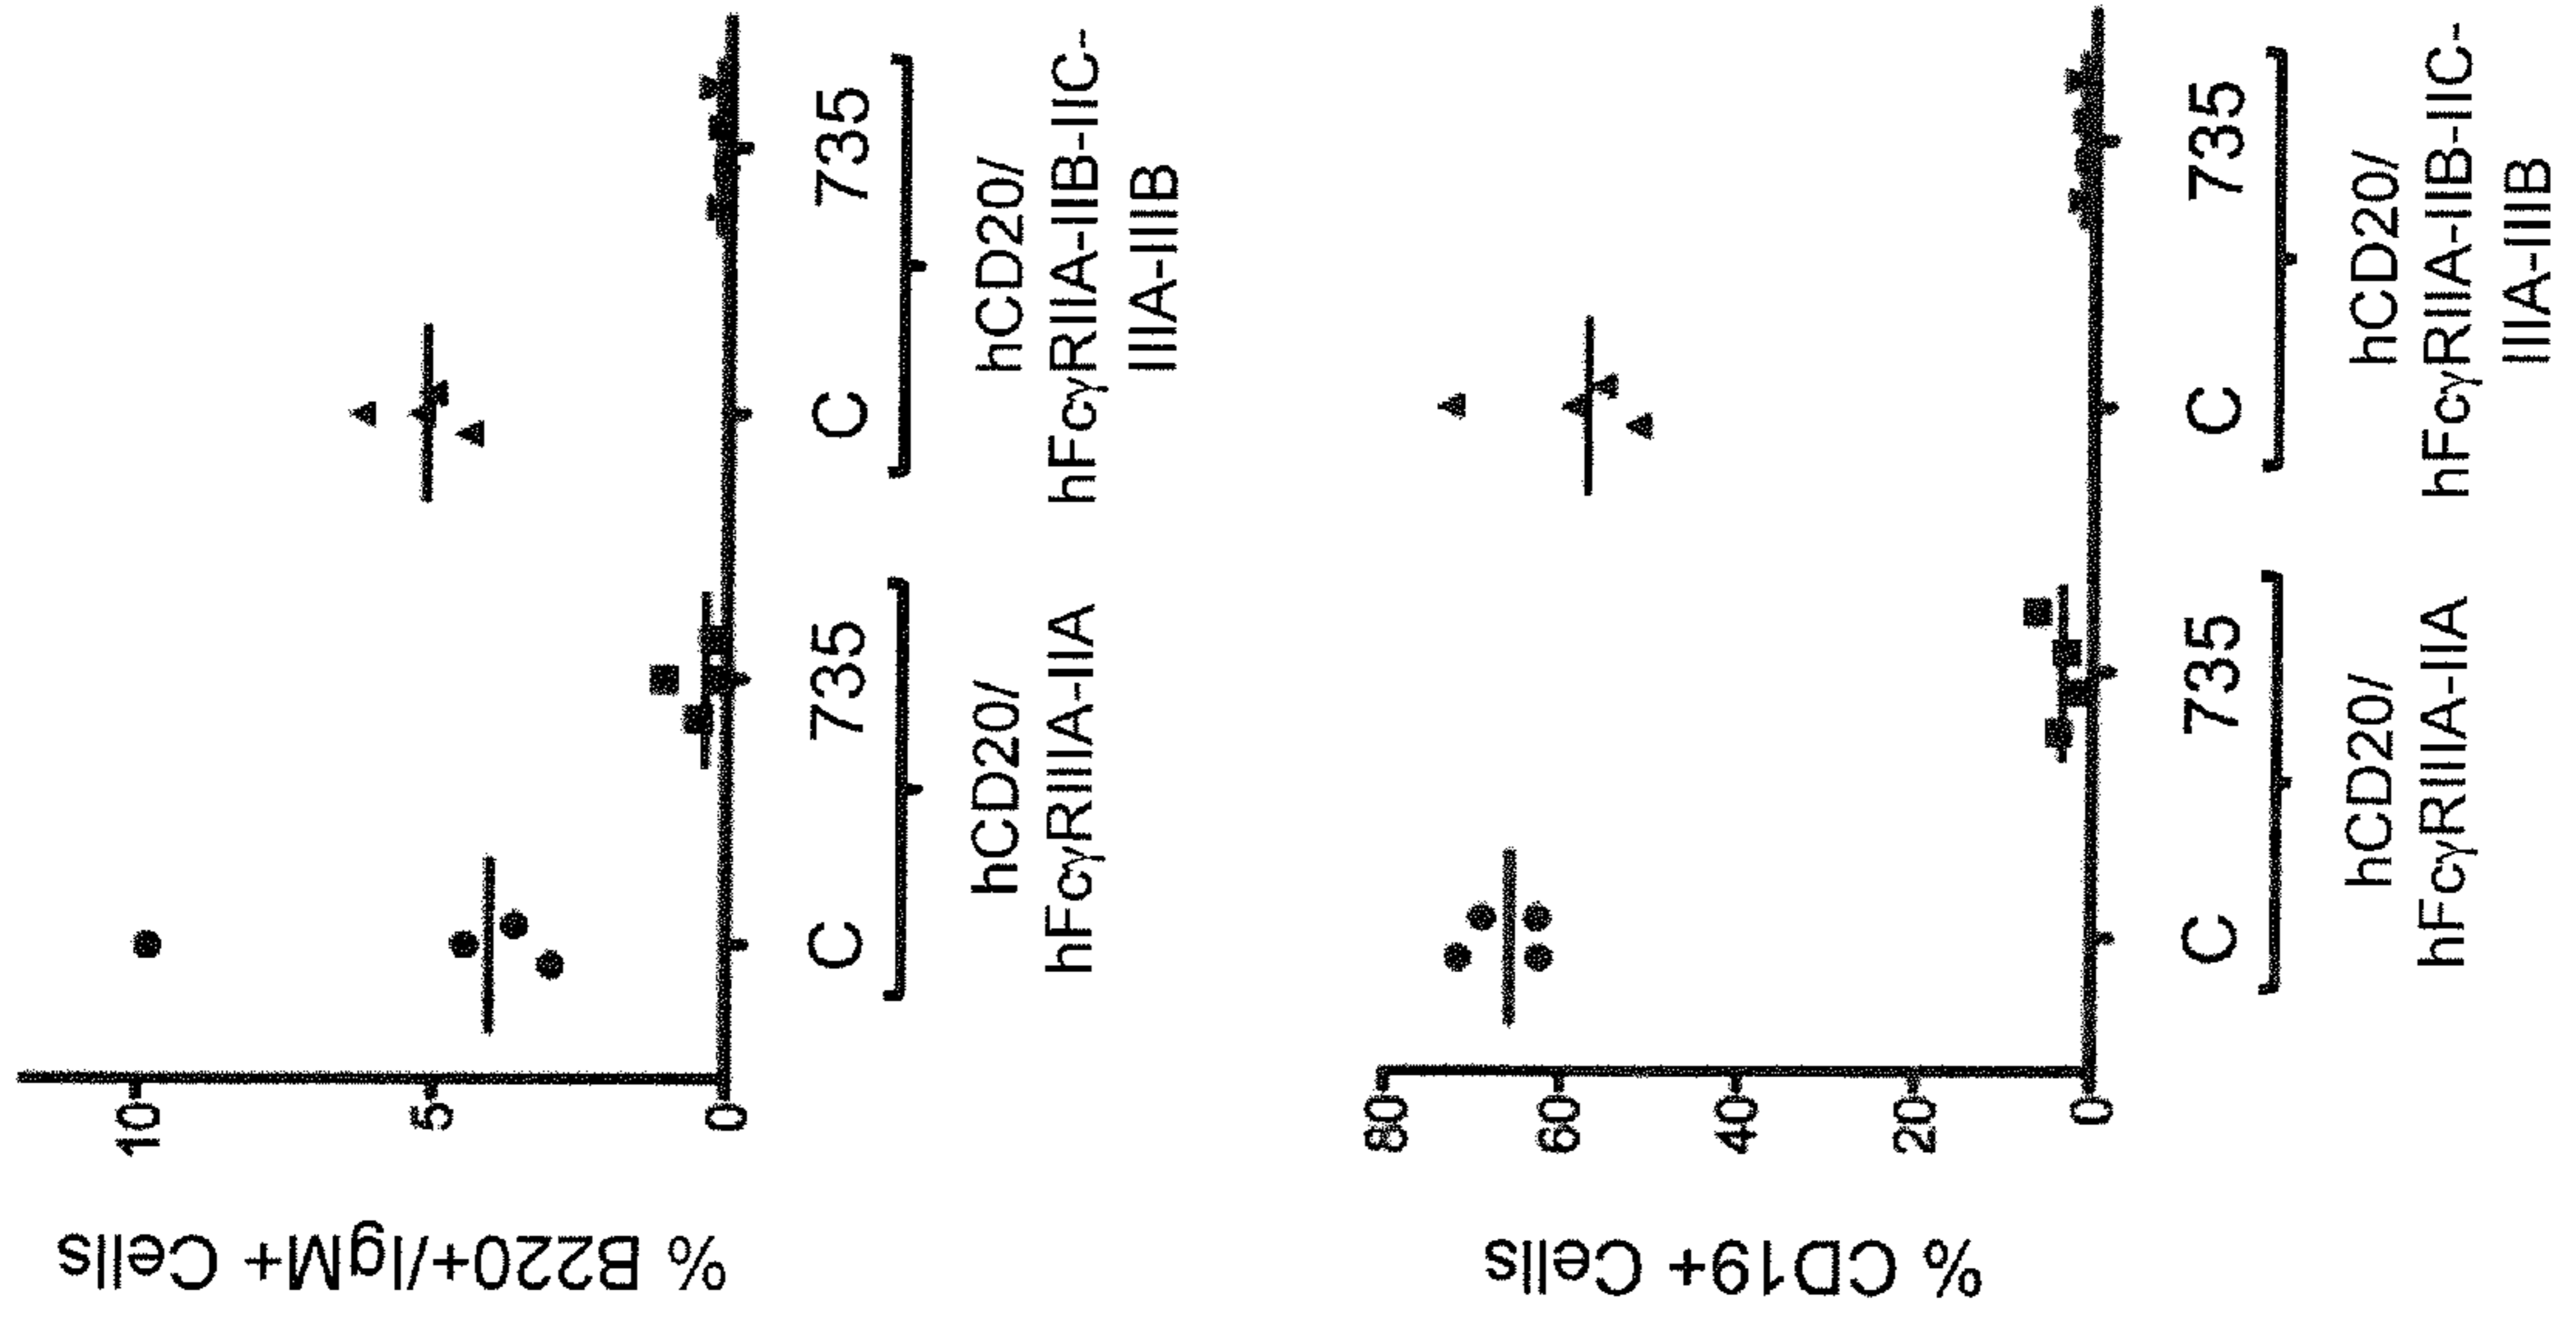 % B220+/IgM+ Cells
10
5
0
C
735
C
735
hCD20/
hFcγRIIIA-IIA
hCD20/
hFcγRIIA-IIB-IIC-
IIIA-IIIB
% CD19+ Cells
80
60
40
20
0
C
735
C
735
hCD20/
hFcγRIIIA-IIA
hCD20/
hFcγRIIA-IIB-IIC-
IIIA-IIIB